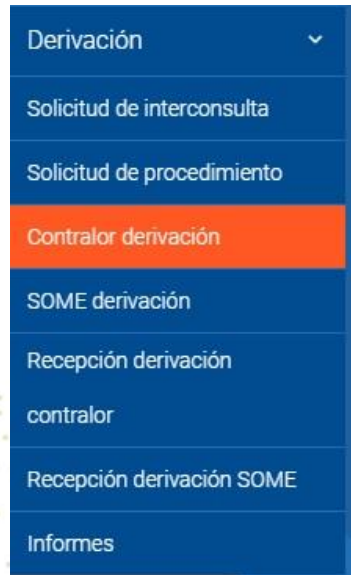 Derivación
Solicitud de interconsulta
Solicitud de procedimiento
Contralor derivación
SOME derivación
Recepción derivación
contralor
Recepción derivación SOME
Informes